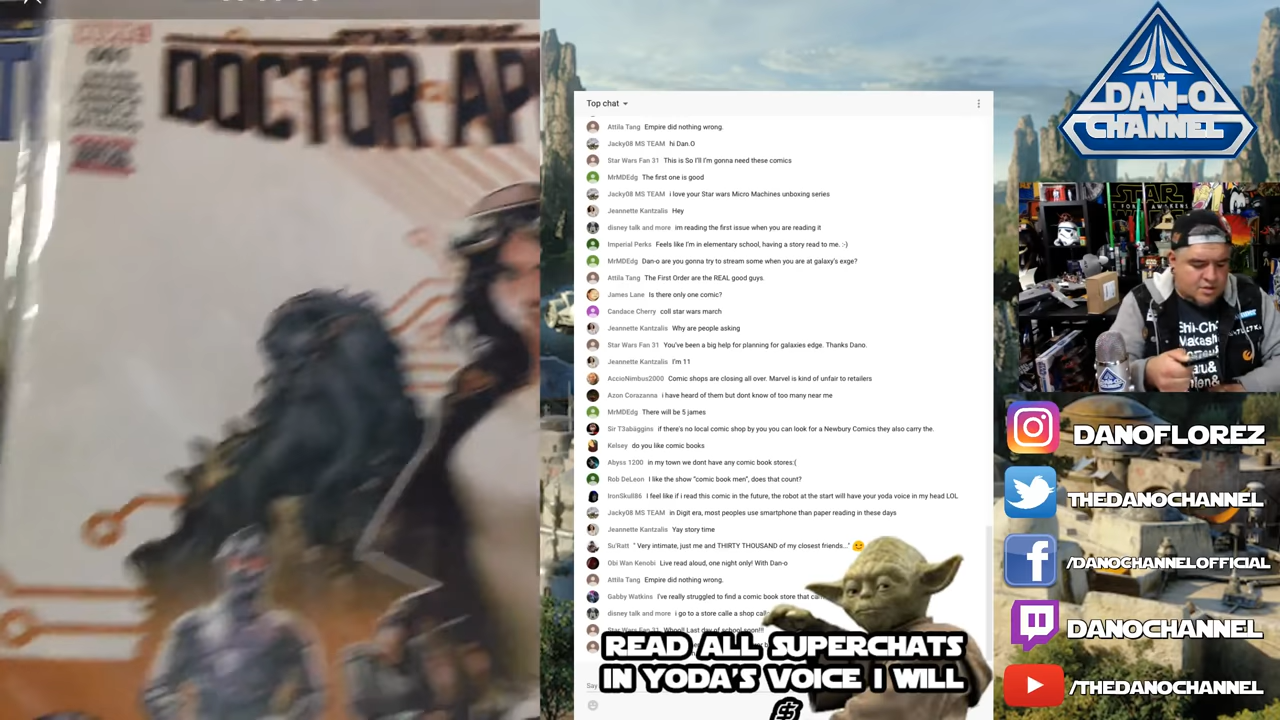 DOCTOR AP
Top chat
Attila Tang Empire did nothing wrong.
Jacky08 MS TEAM hi Dan.O
Star Wars Fan 31 This is So I'll I'm gonna need these comics
MrMDEdg The first one is good
Jacky08 MS TEAM i love your Star wars Micro Machines unboxing series
Jeannette Kantzalis Hey
disney talk and more im reading the first issue when you are reading it
Imperial Perks Feels like I'm in elementary school, having a story read to me. :-)
MrMDEdg Dan-o are you gonna try to stream some when you are at galaxy's exge?
Attila Tang The First Order are the REAL good guys.
James Lane Is there only one comic?
Candace Cherry coll star wars march
Jeannette Kantzalis Why are people asking
Star Wars Fan 31 You've been a big help for planning for galaxies edge. Thanks Dano.
Jeannette Kantzalis I'm 11
AccioNimbus2000 Comic shops are closing all over. Marvel is kind of unfair to retailers
Azon Corazanna i have heard of them but dont know of too many near me
MrMDEdg There will be 5 james
Sir T3abäggins if there's no local comic shop by you you can look for a Newbury Comics they also carry the.
Kelsey do you like comic books
Abyss 1200 in my town we dont have any comic book stores:(
Rob DeLeon I like the show "comic book men", does that count?
IronSkull86 I feel like if i read this comic in the future, the robot at the start will have your yoda voice in my head LOL
Jacky08 MS TEAM in Digit era, most peoples use smartphone than paper reading in these days
Jeannette Kantzalis Yay story time
Su'Ratt " Very intimate, just me and THIRTY THOUSAND of my closest friends..."
Obi Wan Kenobi Live read aloud, one night only! With Dan-o
Attila Tang Empire did nothing wrong.
Gabby Watkins I've really struggled to find a comic book store that
disney talk and more i go to a store calle a shop
Star Wars Fan 31 Whoo!! Last day of school soon!!!
READ ALL SUPERCHATS
IN YODA'S VOICE I WILL
$
Say
THE
DAN-O
CHANNEL
STAR
DANOFLOREZ
THEDANOCHANNEL
/DANOCHANNELOFFICIAL
DANOCHANNEL
/THEDANOCHANNEL